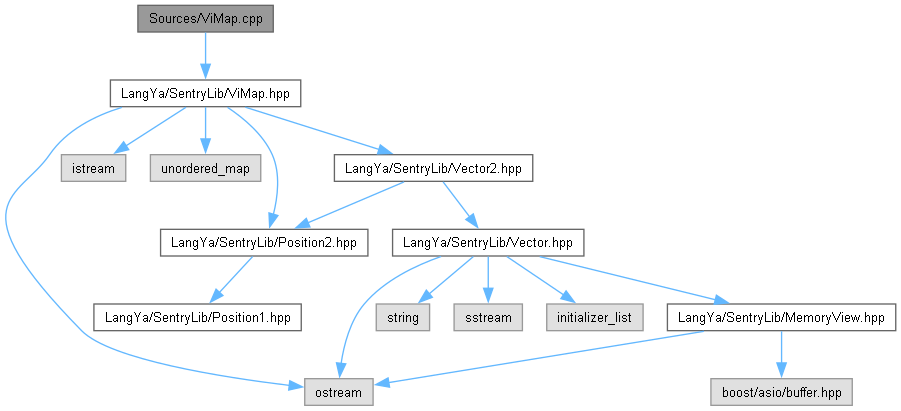 Sources/ViMap.cpp
LangYa/SentryLib/ViMap.hpp
istream
unordered_map
LangYa/SentryLib/Vector2.hpp
LangYa/SentryLib/Position2.hpp
LangYa/SentryLib/Vector.hpp
LangYa/SentryLib/Position1.hpp
string
sstream
initializer_list
LangYa/SentryLib/MemoryView.hpp
ostream
boost/asio/buffer.hpp